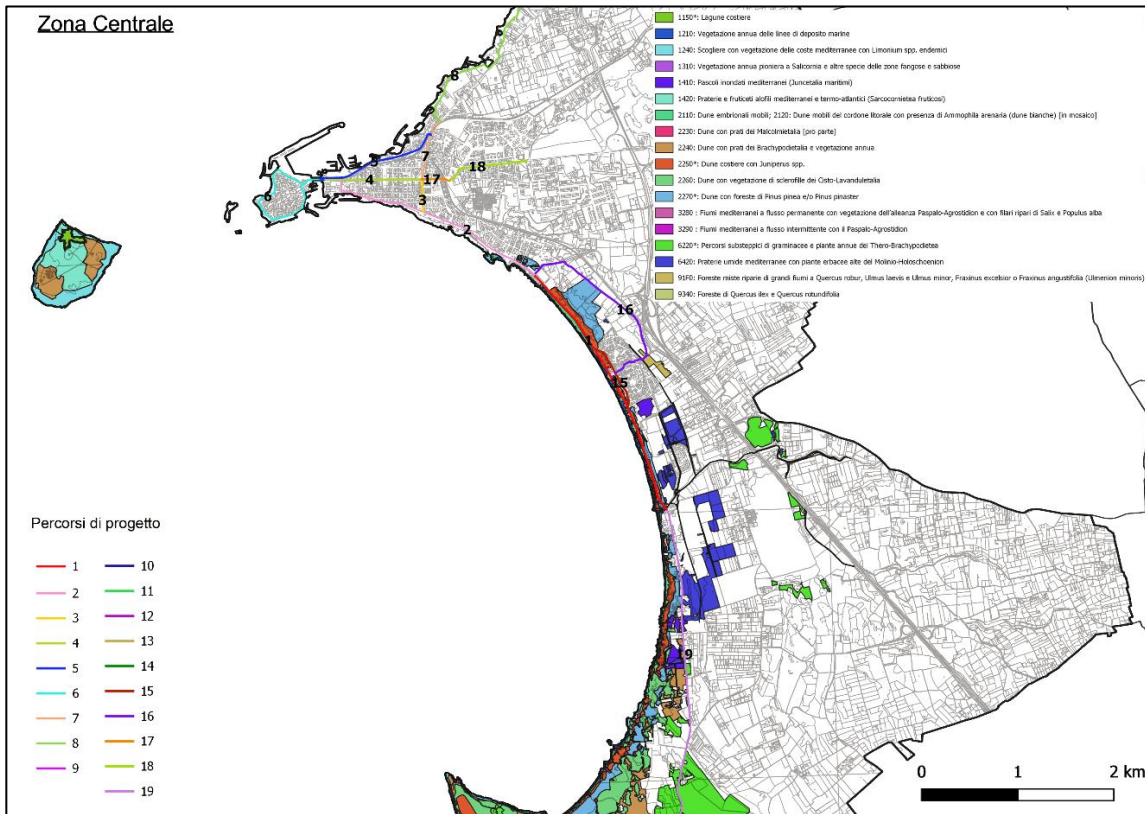 Zona Centrale
1150*: Lagune costiere
1210: Vegetazione annua delle linee di deposito marine
1240: Scogliere con vegetazione delle coste mediterranee con Limonium spp. endemici
1310: Vegetazione annua pioniera a Salicornia e altre specie delle zone fangose e sabbiose
1410: Pascoli inondati mediterranei (Juncetalia maritimi)
1420: Praterie e fruticeti alofili mediterranei e termo-atlantici (Sarcocornietea fruticosi)
2110: Dune embrionali mobili; 2120: Dune mobili del cordone litorale con presenza di Ammophila arenaria (dune bianche) [in mosaico]
2230: Dune con prati dei Malcolmietalia [pro parte]
2240: Dune con prati dei Brachypodietalia e vegetazione annua
2250*: Dune costiere con Juniperus spp.
2260: Dune con vegetazione di sclerofille dei Cisto-Lavanduletalia
2270*: Dune con foreste di Pinus pinea e/o Pinus pinaster
3280 : Fiumi mediterranei a flusso permanente con vegetazione dell'alleanza Paspalo-Agrostidion e con filari ripari di Salix e Populus alba
3290 : Fiumi mediterranei a flusso intermittente con il Paspalo-Agrostidion
6220*: Percorsi substeppici di graminacee e piante annue dei Thero-Brachypodietea
6420: Praterie umide mediterranee con piante erbacee alte del Molinio-Holoschoenion
91F0: Foreste miste riparie di grandi fiumi a Quercus robur, Ulmus laevis e Ulmus minor, Fraxinus excelsior o Fraxinus angustifolia (Ulmenion minoris)
9340: Foreste di Quercus ilex e Quercus rotundifolia
8
7
5
18
4
17
6
3
2
16
1
15
19
Percorsi di progetto
1 10
2 11
3 12
4 13
5 14
6 15
7 16
8 17
9 18
19
0 1 2 km